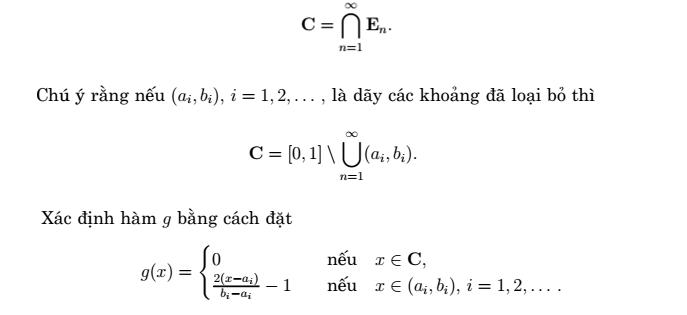 C = ⋂_{n=1}^{∞} E_n.
Chú ý rằng nếu (a_i, b_i), i = 1, 2, . . . , là dãy các khoảng đã loại bỏ thì
C = [0, 1] \ ⋃_{n=1}^{∞} (a_i, b_i).
Xác định hàm g bằng cách đặt
g(x) = { 0 nếu x ∈ C,
2(x−a_i)/(b_i−a_i) − 1 nếu x ∈ (a_i, b_i), i = 1, 2, . . . .